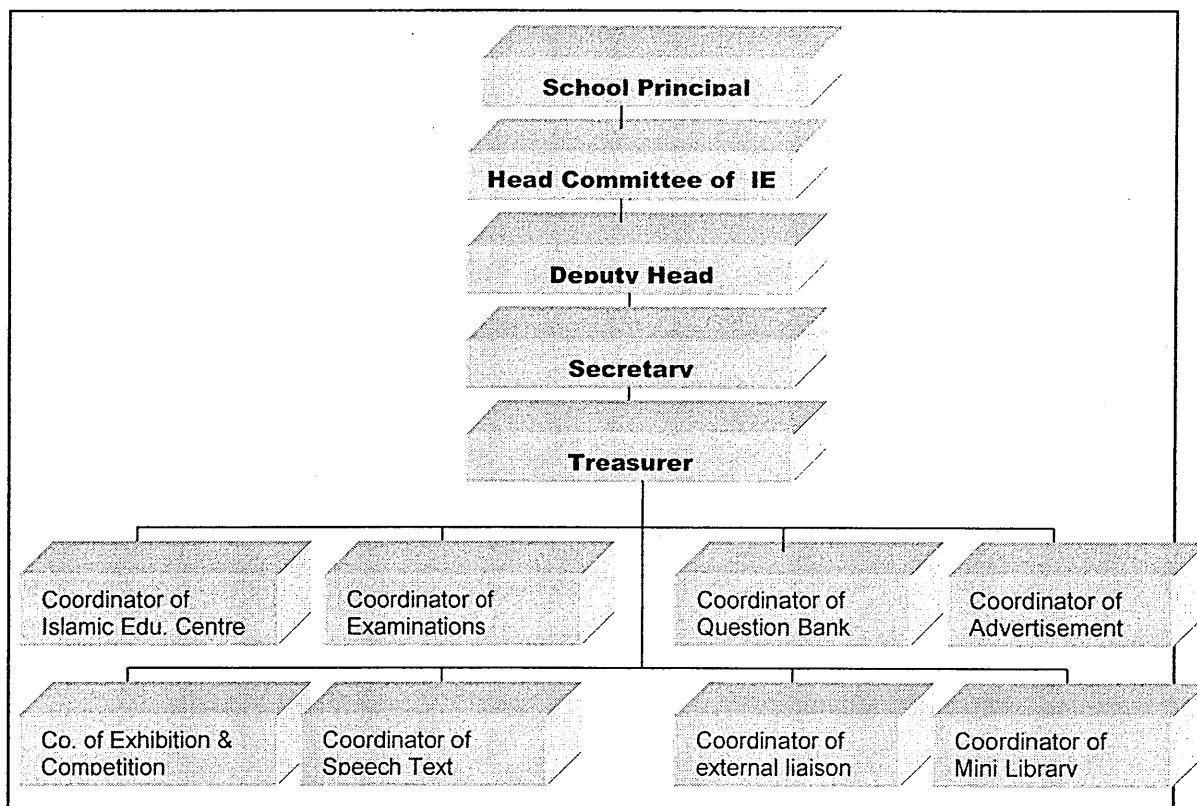 School Principal
Head Committee of IE
Deputy Head
Secretary
Treasurer
Coordinator of
Islamic Edu. Centre
Coordinator of
Examinations
Coordinator of
Question Bank
Coordinator of
Advertisement
Co. of Exhibition &
Competition
Coordinator of
Speech Text
Coordinator of
external liaison
Coordinator of
Mini Library